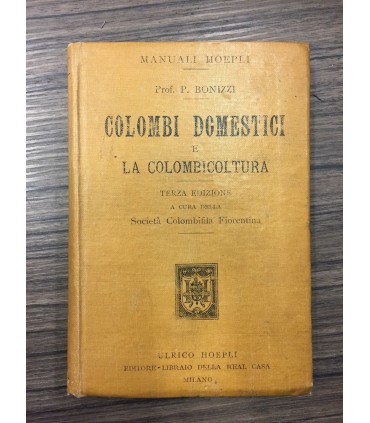 MANUALI HOEPLI
Prof. P. BONIZZI
COLOMBI DOMESTICI
E
LA COLOMBICOLTURA
TERZA EDIZIONE
A CURA DELLA
Società Colombifila Fiorentina
ULRICO HOEPLI
EDITORE-LIBRAIO DELLA REAL CASA
MILANO